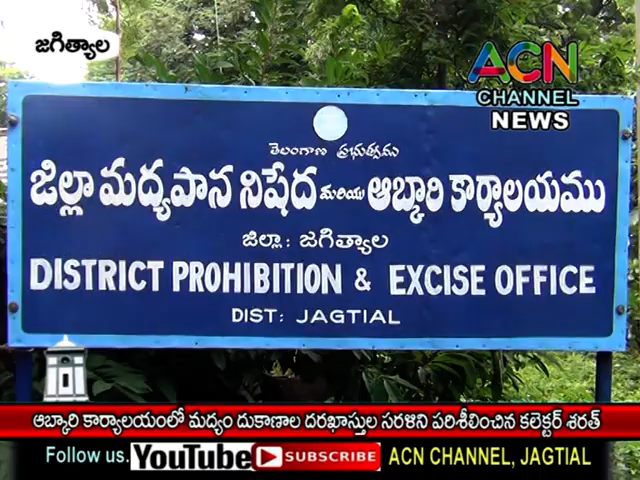 జగిత్యాల
ACN
CHANNEL
NEWS
తెలంగాణ ప్రభుత్వము
జిల్లా మద్యపాన నిషేద మరియు ఆబ్కారి కార్యాలయము
జిల్లా: జగిత్యాల
DISTRICT PROHIBITION & EXCISE OFFICE
DIST: JAGTIAL
ఆబ్కారి కార్యాలయంలో మద్యం దుకాణాల దరఖాస్తుల సరళిని పరిశీలించిన కలెక్టర్ శరత్
Follow us. YouTube SUBSCRIBE ACN CHANNEL, JAGTIAL